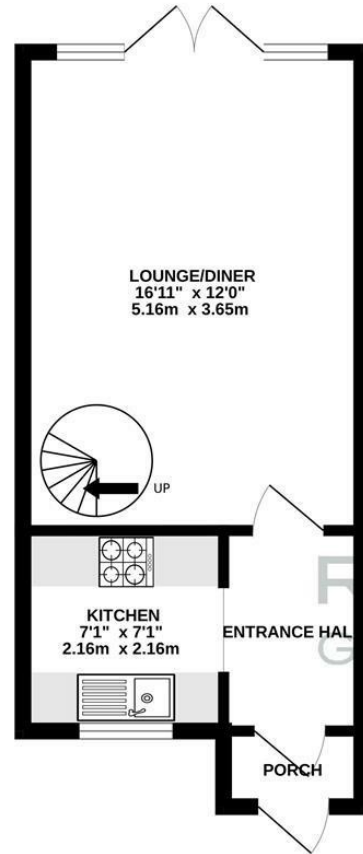 LOUNGE/DINER
16'11" x 12'0"
5.16m x 3.65m
UP
KITCHEN
7'1" x 7'1"
2.16m x 2.16m
ENTRANCE HAL
R
G
PORCH